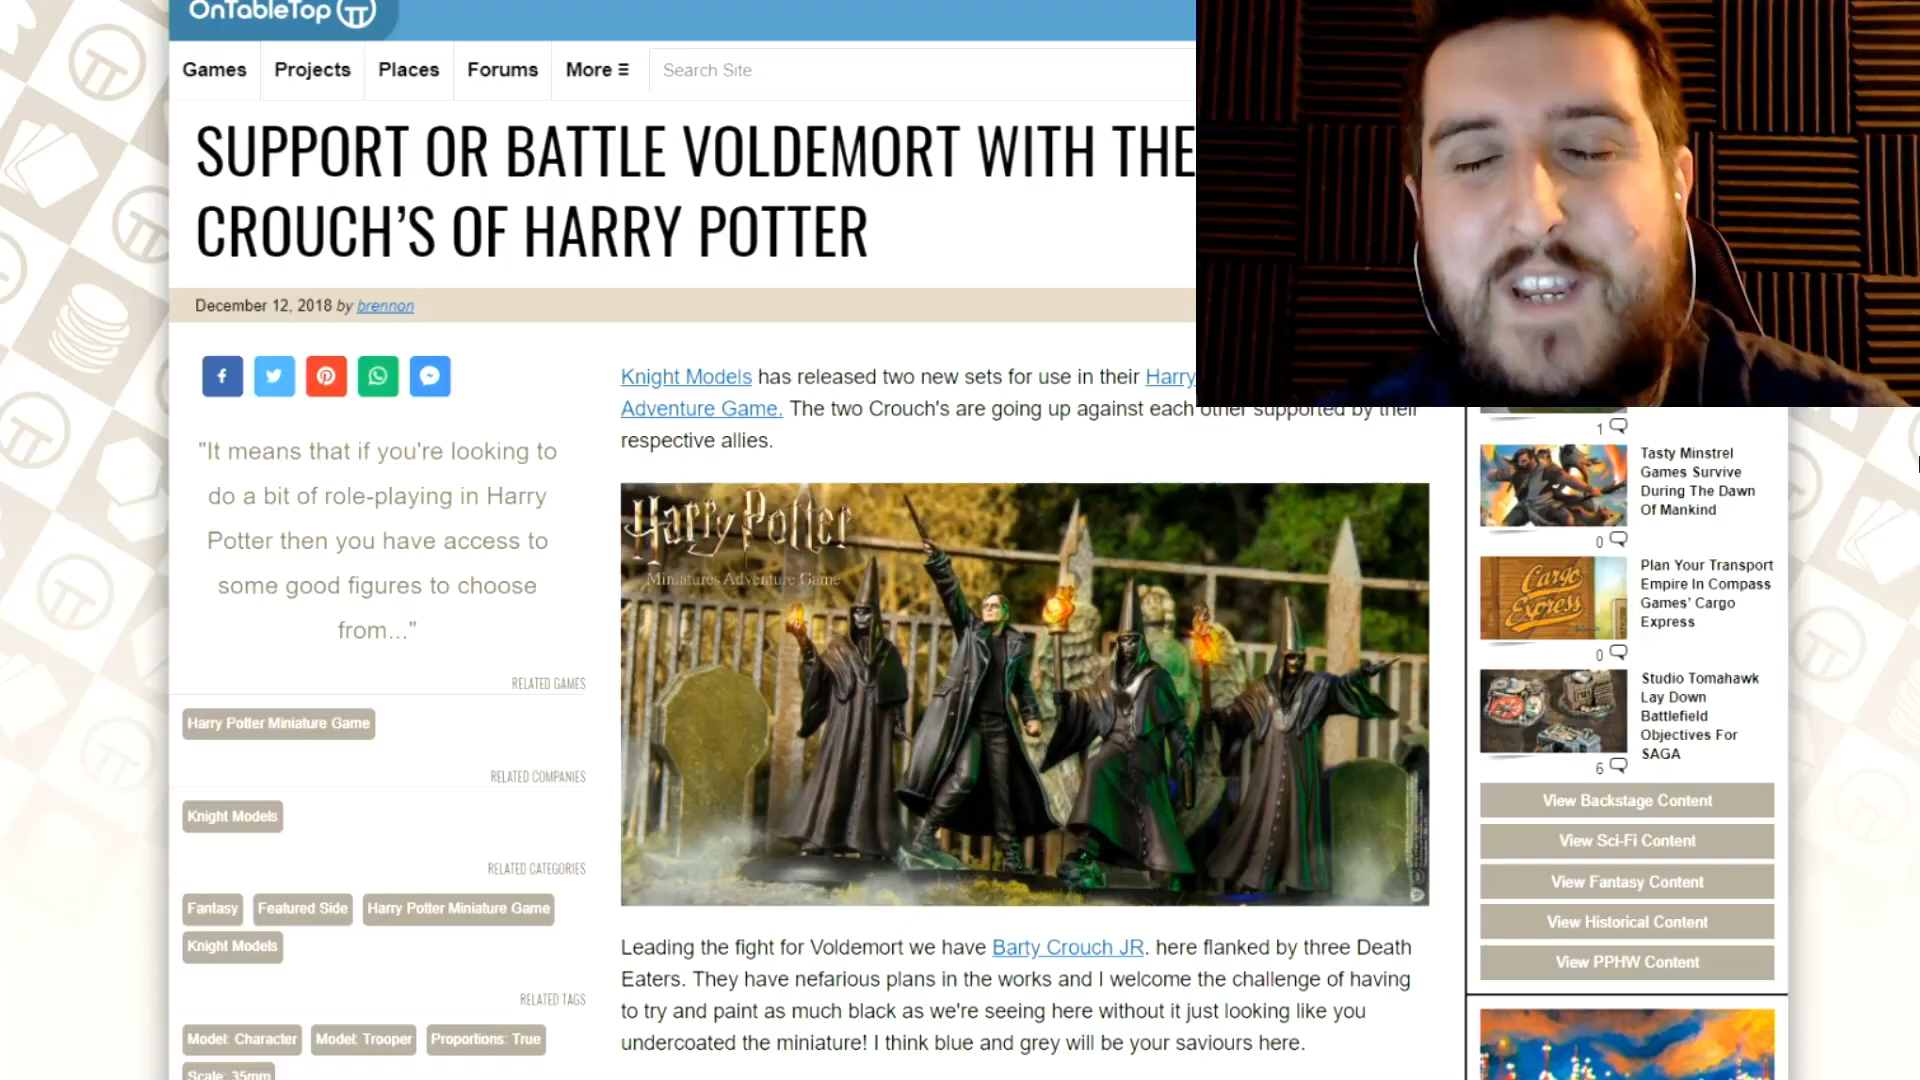 OnTableTop
Games
Projects
Places
Forums
More
Search Site
SUPPORT OR BATTLE VOLDEMORT WITH THE
CROUCH'S OF HARRY POTTER
December 12, 2018 by brennon
"It means that if you're looking to
do a bit of role-playing in Harry
Potter then you have access to
some good figures to choose
from..."
RELATED GAMES
Harry Potter Miniature Game
RELATED COMPANIES
Knight Models
RELATED CATEGORIES
Fantasy
Featured Side
Harry Potter Miniature Game
Knight Models
RELATED TAGS
Model: Character
Model: Trooper
Proportions: True
Scale: 35mm
Knight Models has released two new sets for use in their Harry
Adventure Game. The two Crouch's are going up against each other supported by their
respective allies.
Harry Potter
Miniatures Adventure Game
Leading the fight for Voldemort we have Barty Crouch JR. here flanked by three Death
Eaters. They have nefarious plans in the works and I welcome the challenge of having
to try and paint as much black as we're seeing here without it just looking like you
undercoated the miniature! I think blue and grey will be your saviours here.
1
Tasty Minstrel
Games Survive
During The Dawn
Of Mankind
0
Cargo
Express
Plan Your Transport
Empire In Compass
Games' Cargo
Express
0
Studio Tomahawk
Lay Down
Battlefield
Objectives For
SAGA
6
View Backstage Content
View Sci-Fi Content
View Fantasy Content
View Historical Content
View PPHW Content